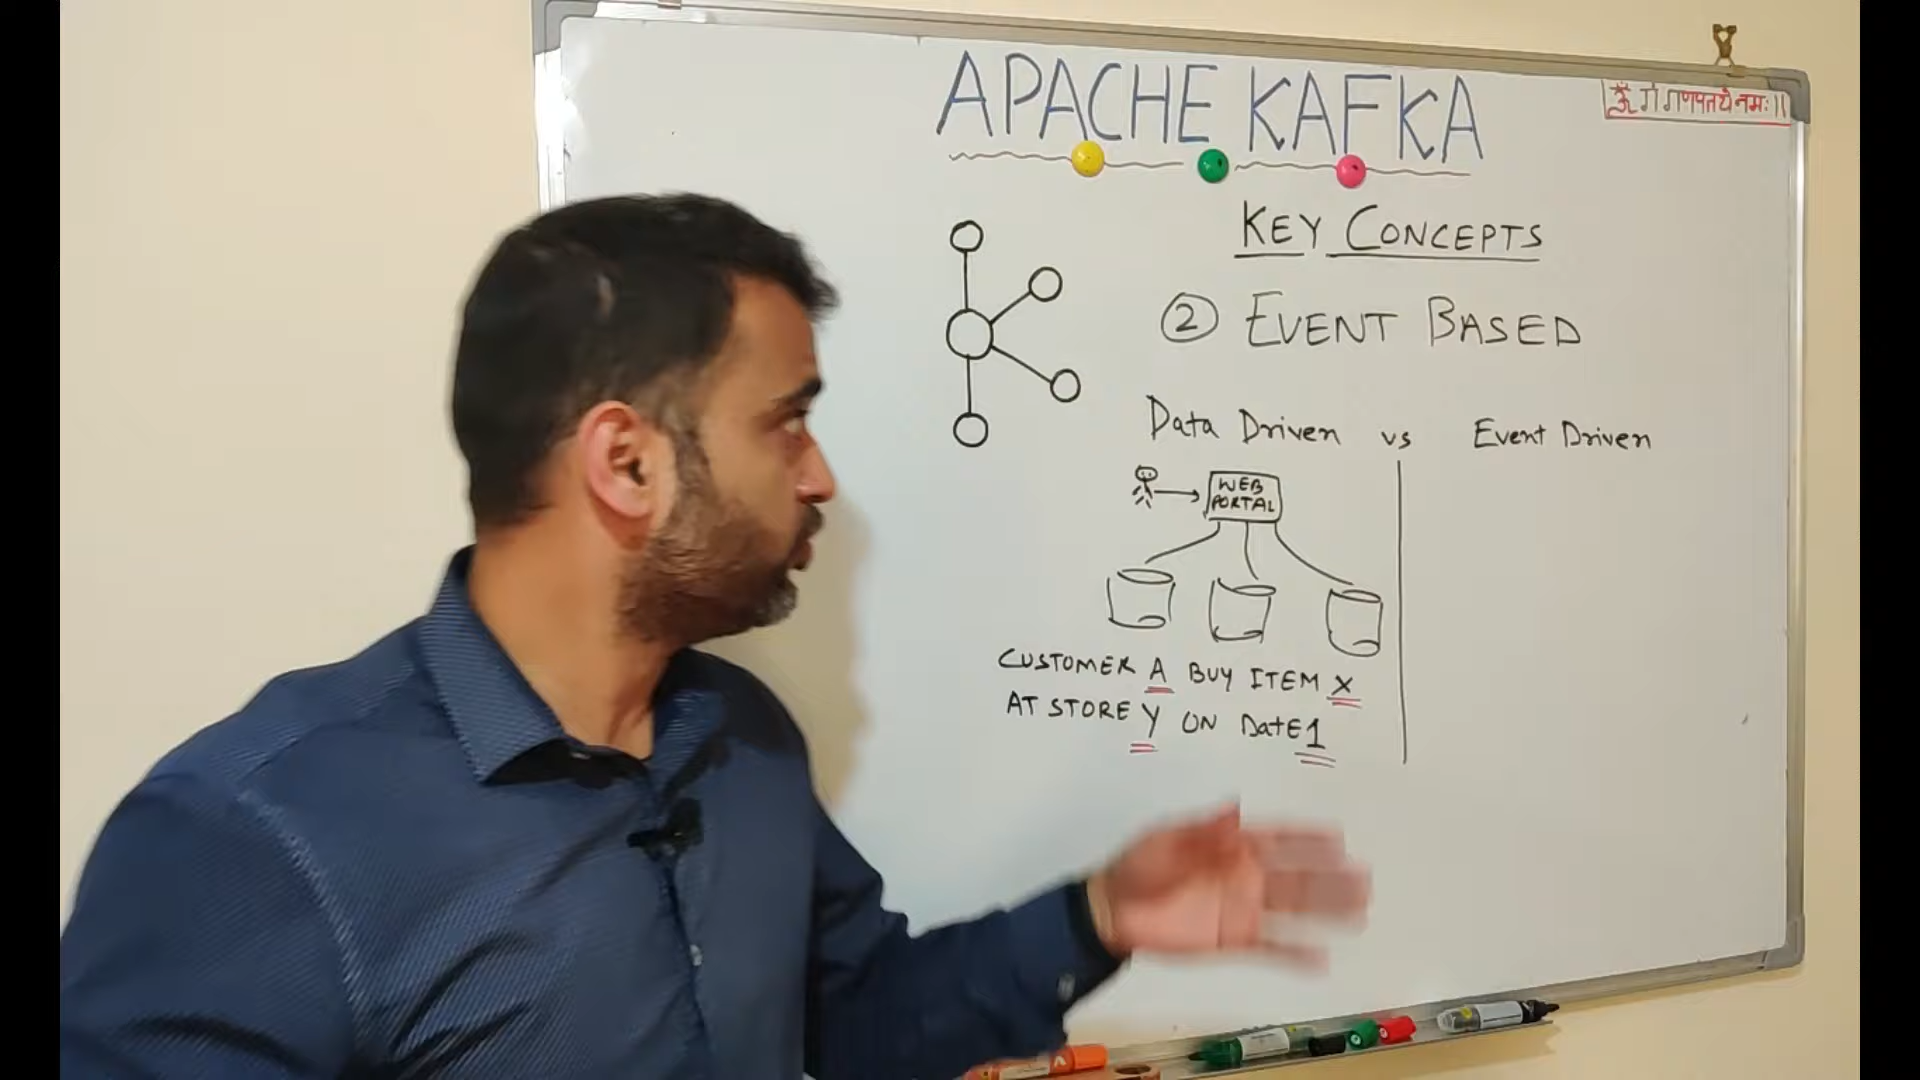 APACHE KAFKA
ॐ गं गणपतये नमः ॥
KEY CONCEPTS
2 EVENT BASED
Data Driven vs Event Driven
WEB
PORTAL
CUSTOMER A BUY ITEM X
AT STORE Y ON DatE 1